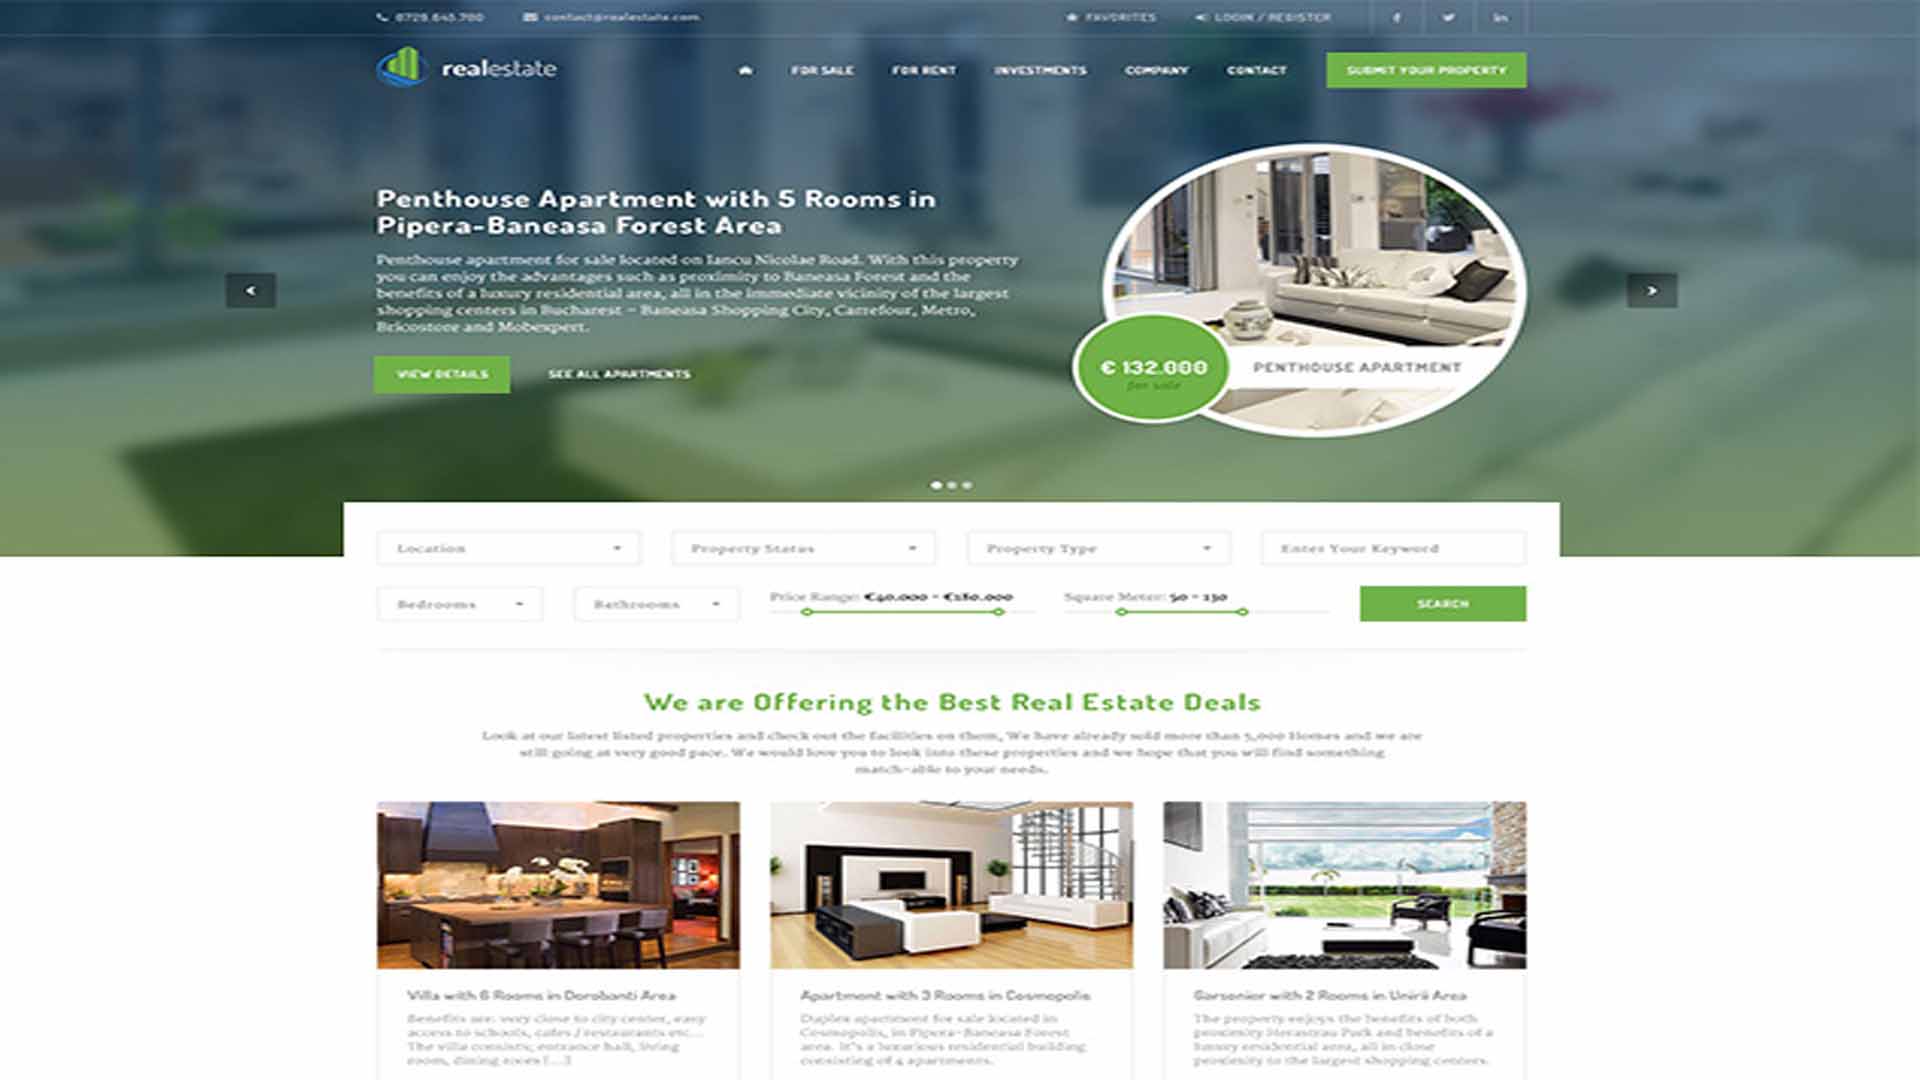 0729.645.700 contact@realestate.com FAVORITES LOGIN / REGISTER
realestate FOR SALE FOR RENT INVESTMENTS COMPANY CONTACT SUBMIT YOUR PROPERTY
Penthouse Apartment with 5 Rooms in
Pipera-Baneasa Forest Area
Penthouse apartment for sale located on Iancu Nicolae Road. With this property
you can enjoy the advantages such as proximity to Baneasa Forest and the
benefits of a luxury residential area, all in the immediate vicinity of the largest
shopping centers in Bucharest – Baneasa Shopping City, Carrefour, Metro,
Bricostore and Mobexpert.
VIEW DETAILS SEE ALL APARTMENTS
€ 132.000
for sale
PENTHOUSE APARTMENT
Location Property Status Property Type Enter Your Keyword
Bedrooms Bathrooms Price Range: €40.000 - €180.000 Square Meter: 50 - 130 SEARCH
We are Offering the Best Real Estate Deals
Look at our latest listed properties and check out the facilities on them, We have already sold more than 5,000 Homes and we are
still going at very good pace. We would love you to look into these properties and we hope that you will find something
match-able to your needs.
Villa with 6 Rooms in Dorobanti Area
Benefits are: very close to city center, easy
access to schools, cafes / restaurants etc...
The villa consists; entrance hall, living
room, dining room [...]
Apartment with 3 Rooms in Cosmopolis
Duplex apartment for sale located in
Cosmopolis, in Pipera-Baneasa Forest
area. It's a luxurious residential building
consisting of 4 apartments.
Garsonier with 2 Rooms in Unirii Area
The property enjoys the benefits of both
proximity Herastrau Park and benefits of a
luxury residential area, all in close
proximity to the largest shopping centers.